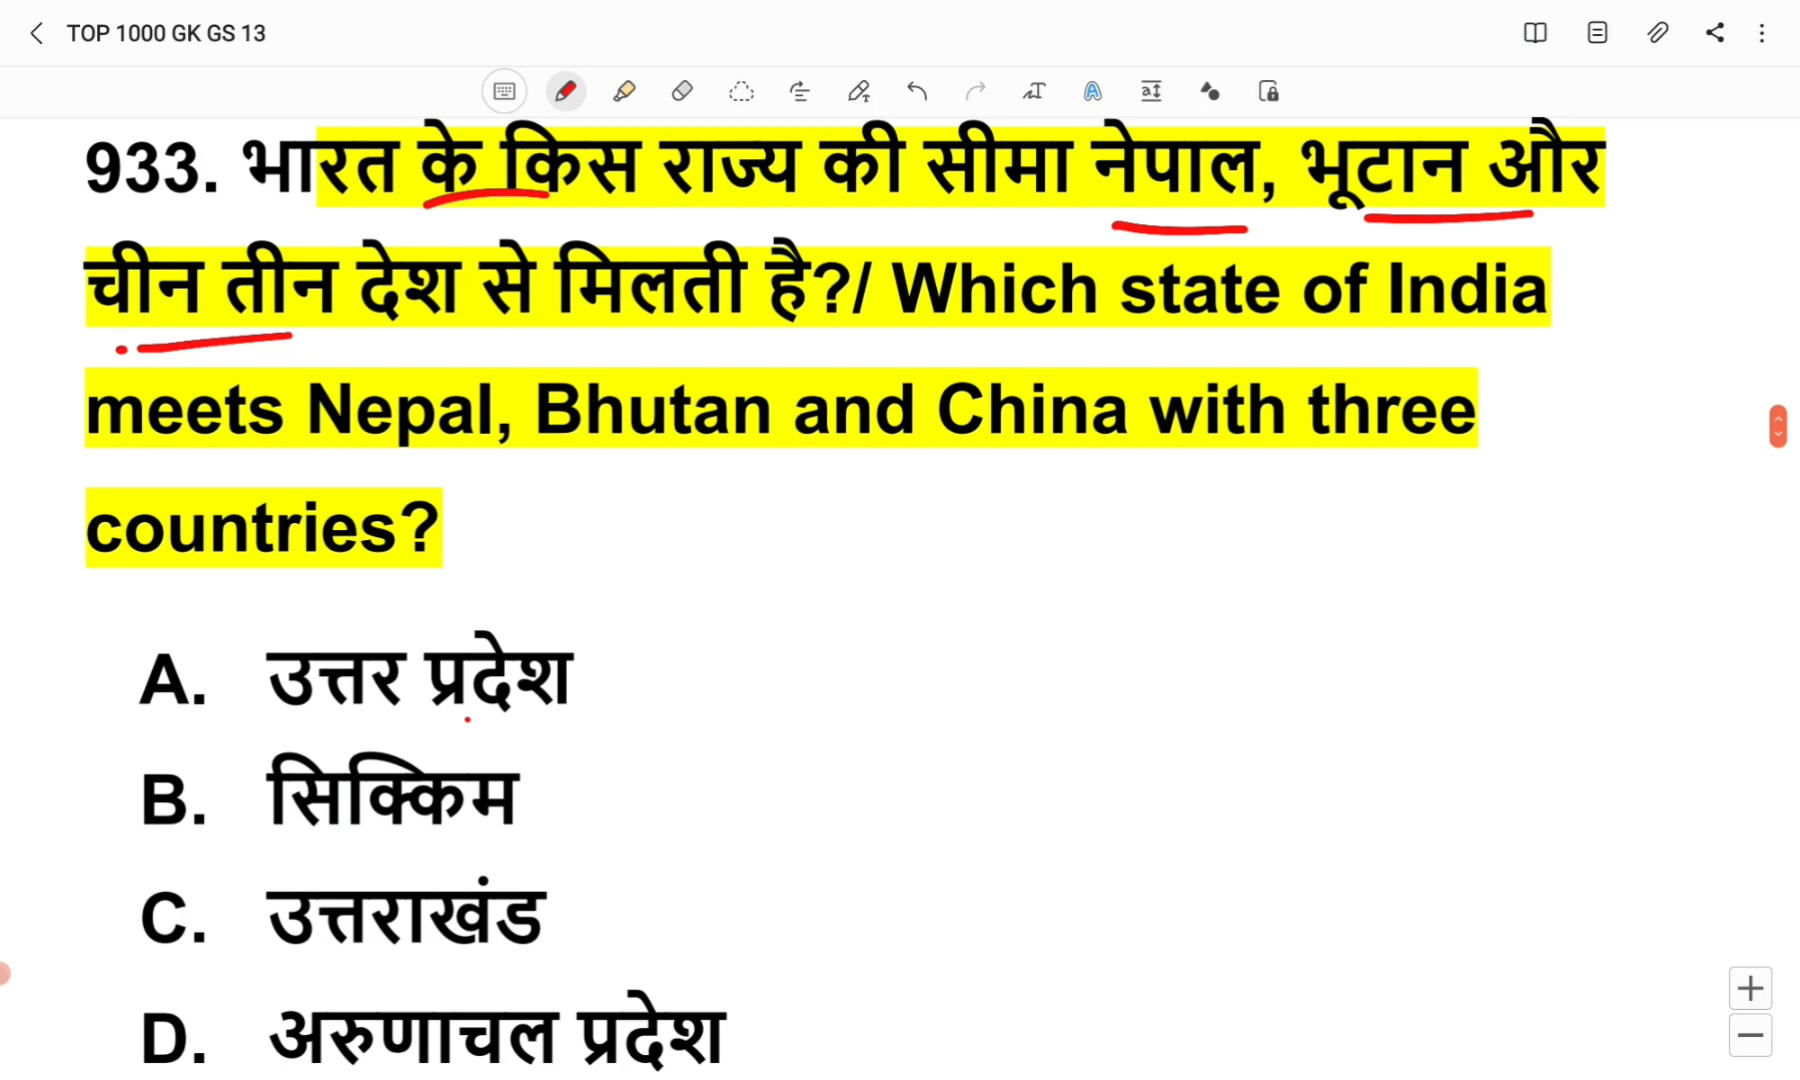 TOP 1000 GK GS 13
933. भारत के किस राज्य की सीमा नेपाल, भूटान और
चीन तीन देश से मिलती है?/ Which state of India
meets Nepal, Bhutan and China with three
countries?
A. उत्तर प्रदेश
B. सिक्किम
C. उत्तराखंड
D. अरुणाचल प्रदेश